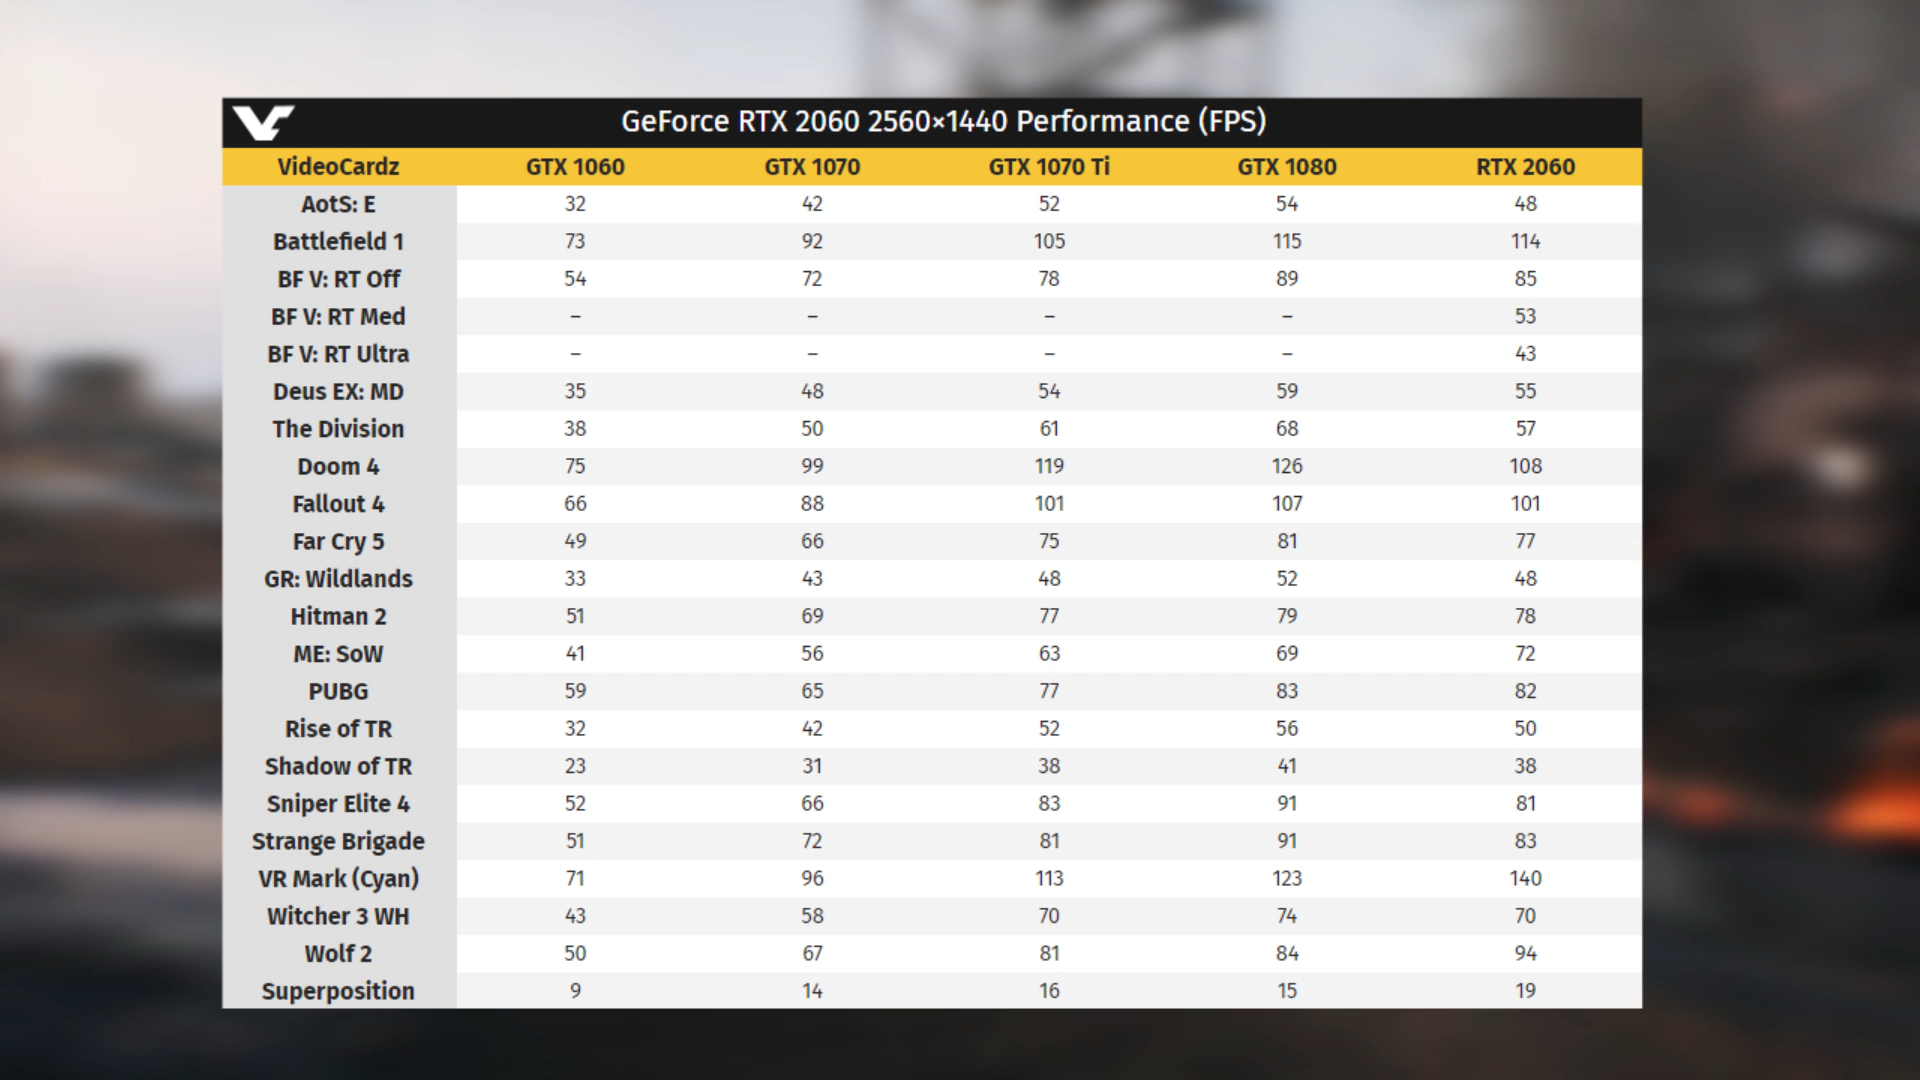 GeForce RTX 2060 2560×1440 Performance (FPS)
VideoCardz GTX 1060 GTX 1070 GTX 1070 Ti GTX 1080 RTX 2060
AotS: E 32 42 52 54 48
Battlefield 1 73 92 105 115 114
BF V: RT Off 54 72 78 89 85
BF V: RT Med – – – – 53
BF V: RT Ultra – – – – 43
Deus EX: MD 35 48 54 59 55
The Division 38 50 61 68 57
Doom 4 75 99 119 126 108
Fallout 4 66 88 101 107 101
Far Cry 5 49 66 75 81 77
GR: Wildlands 33 43 48 52 48
Hitman 2 51 69 77 79 78
ME: SoW 41 56 63 69 72
PUBG 59 65 77 83 82
Rise of TR 32 42 52 56 50
Shadow of TR 23 31 38 41 38
Sniper Elite 4 52 66 83 91 81
Strange Brigade 51 72 81 91 83
VR Mark (Cyan) 71 96 113 123 140
Witcher 3 WH 43 58 70 74 70
Wolf 2 50 67 81 84 94
Superposition 9 14 16 15 19